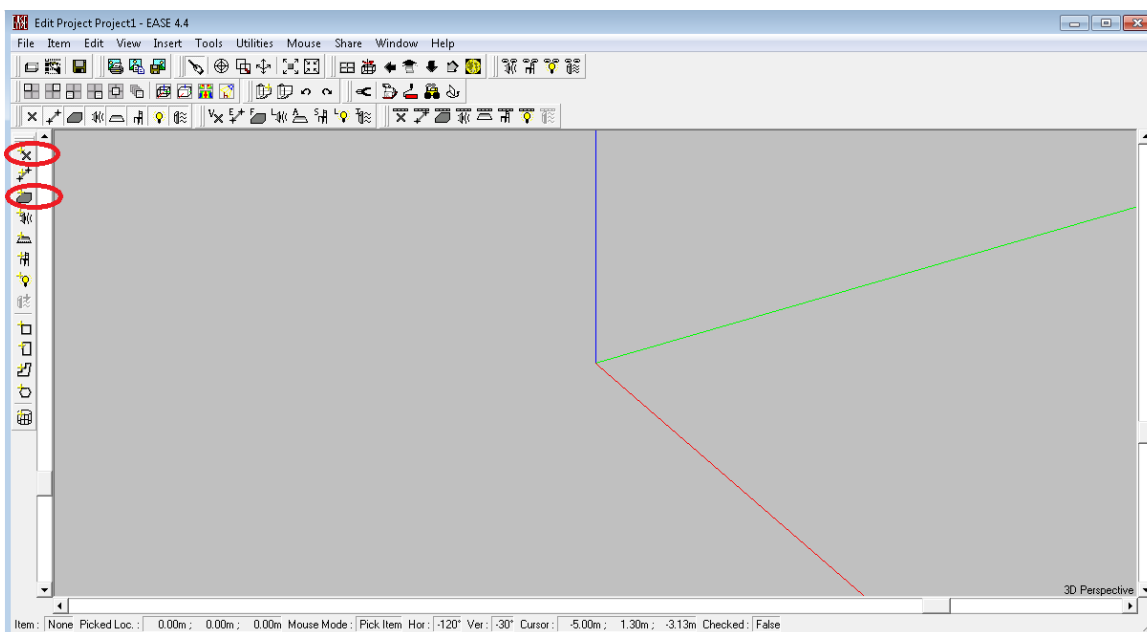 Edit Project Project1 - EASE 4.4
File Item Edit View Insert Tools Utilities Mouse Share Window Help
3D Perspective
Item : None Picked Loc. : 0.00m ; 0.00m ; 0.00m Mouse Mode : Pick Item Hor : -120° Ver : -30° Cursor : -5.00m ; 1.30m ; -3.13m Checked : False